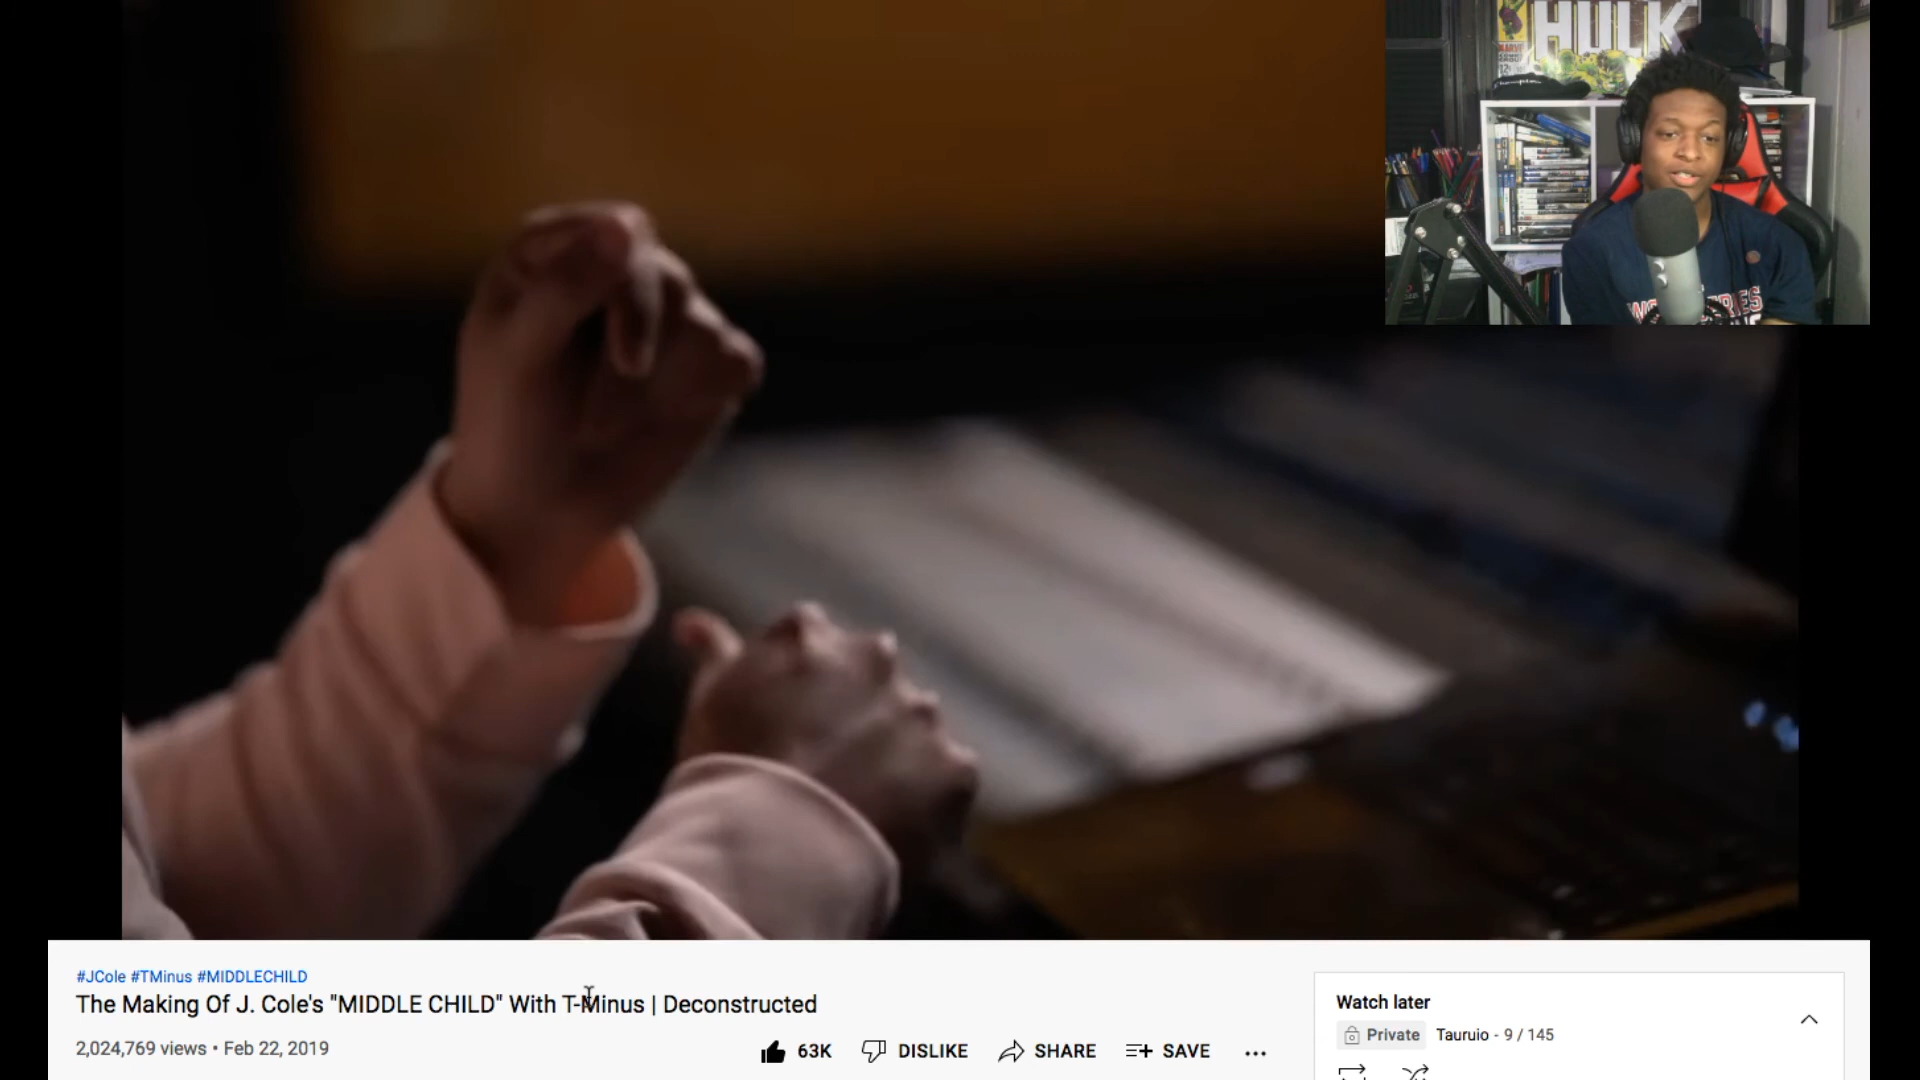 HULK
#JCole #TMinus #MIDDLECHILD
The Making Of J. Cole's "MIDDLE CHILD" With T-Minus | Deconstructed
2,024,769 views • Feb 22, 2019
63K
DISLIKE
SHARE
SAVE
Watch later
Private
Tauruio - 9 / 145